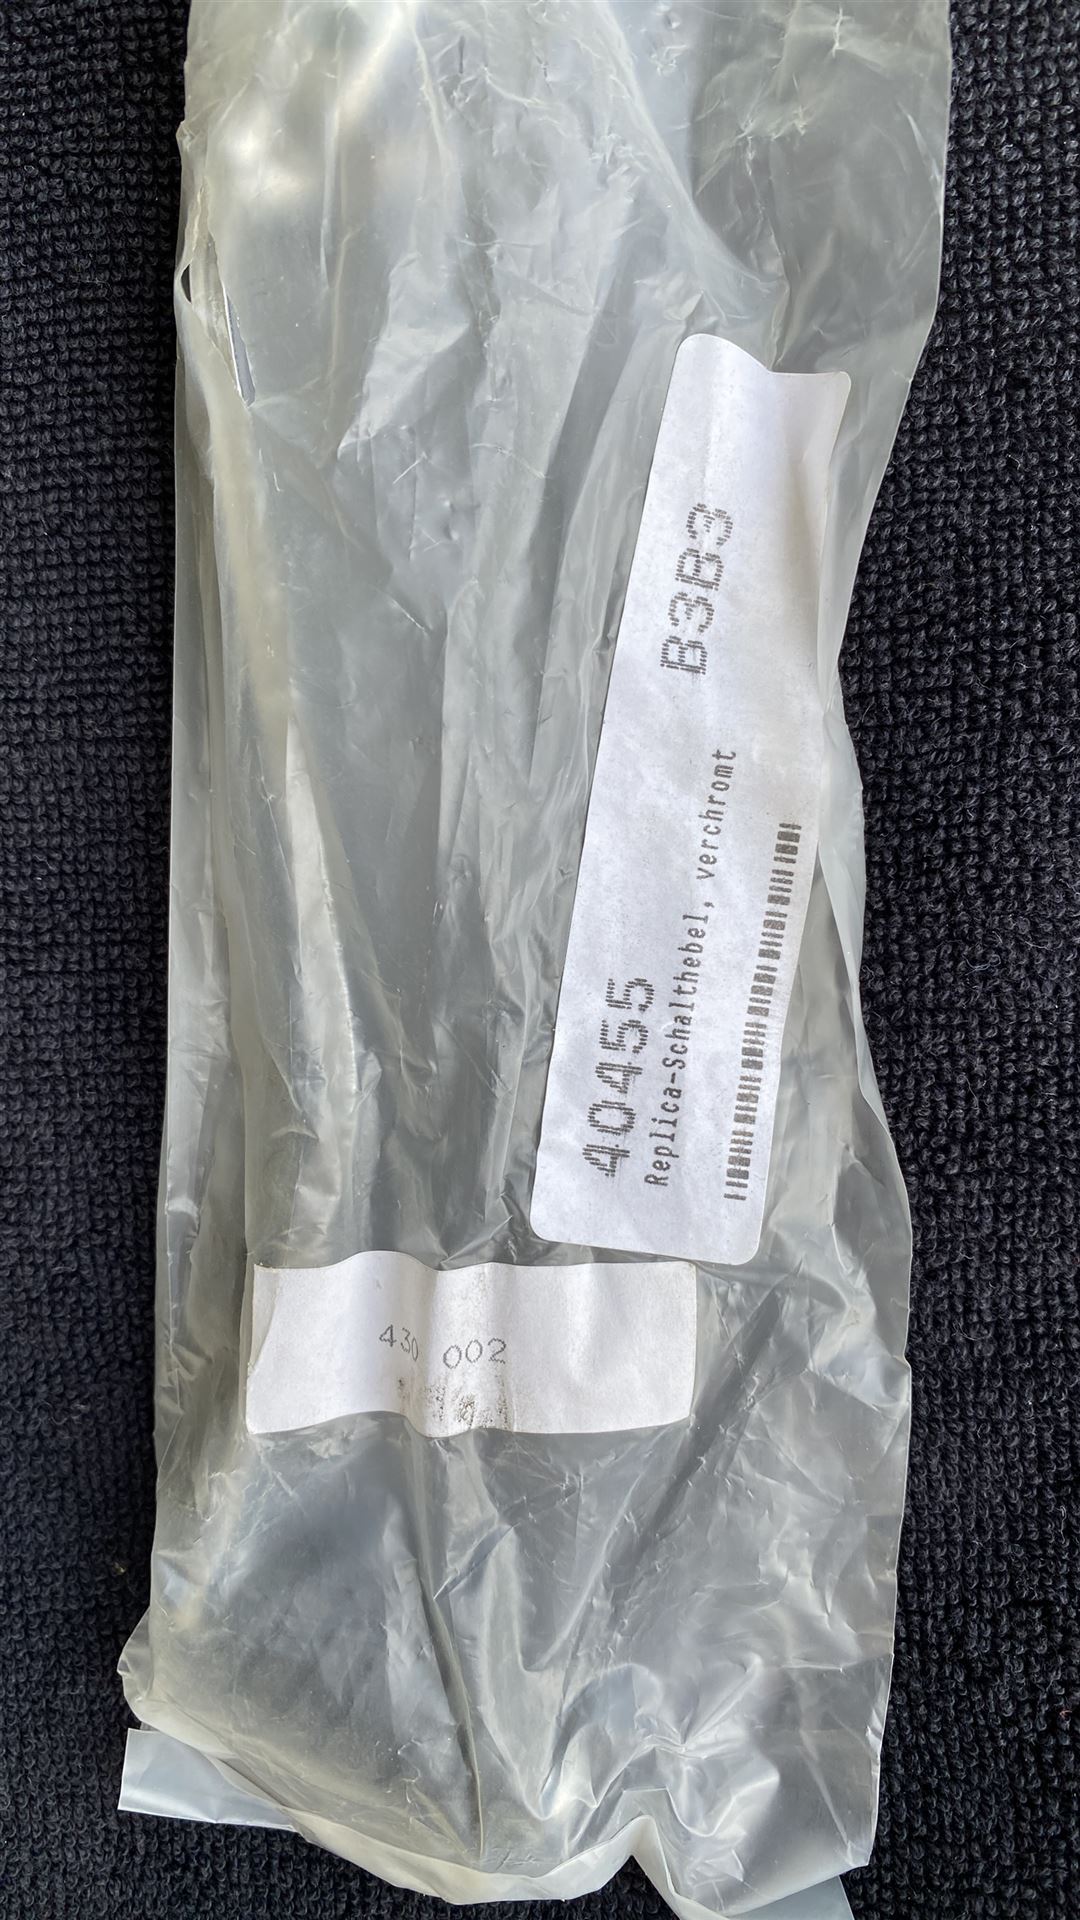 40455 B3B3
Replica-Schalthebel, verchromt
430 002